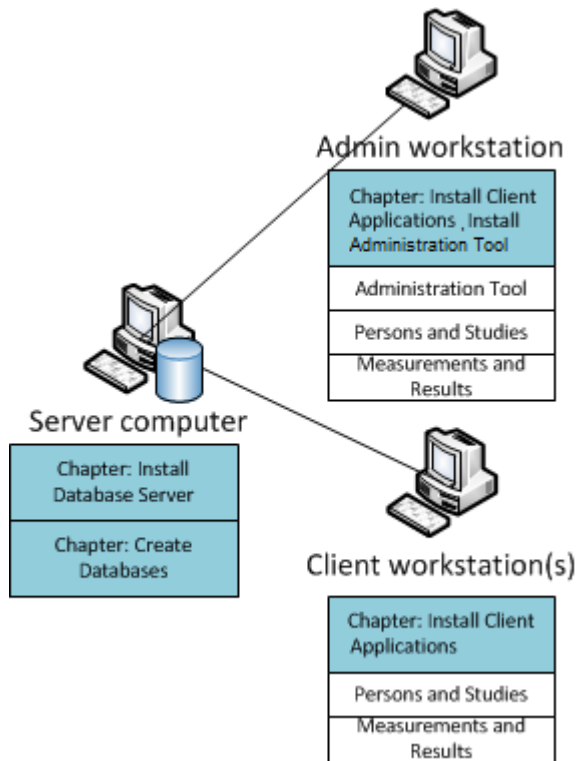 Admin workstation
Chapter: Install Client
Applications , Install
Administration Tool
Administration Tool
Persons and Studies
Measurements and
Results
Server computer
Chapter: Install
Database Server
Chapter: Create
Databases
Client workstation(s)
Chapter: Install Client
Applications
Persons and Studies
Measurements and
Results